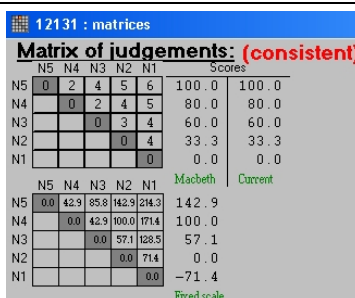 12131 : matrices
Matrix of judgements: (consistent)
N5 N4 N3 N2 N1 Scores
N5 0 2 4 5 6 100.0 100.0
N4 0 2 4 5 80.0 80.0
N3 0 3 4 60.0 60.0
N2 0 4 33.3 33.3
N1 0 0.0 0.0
Macbeth Current
N5 N4 N3 N2 N1
N5 0.0 42.9 85.8 142.9 214.3 142.9
N4 0.0 42.9 100.0 171.4 100.0
N3 0.0 57.1 128.5 57.1
N2 0.0 71.4 0.0
N1 0.0 -71.4
Fixed scale